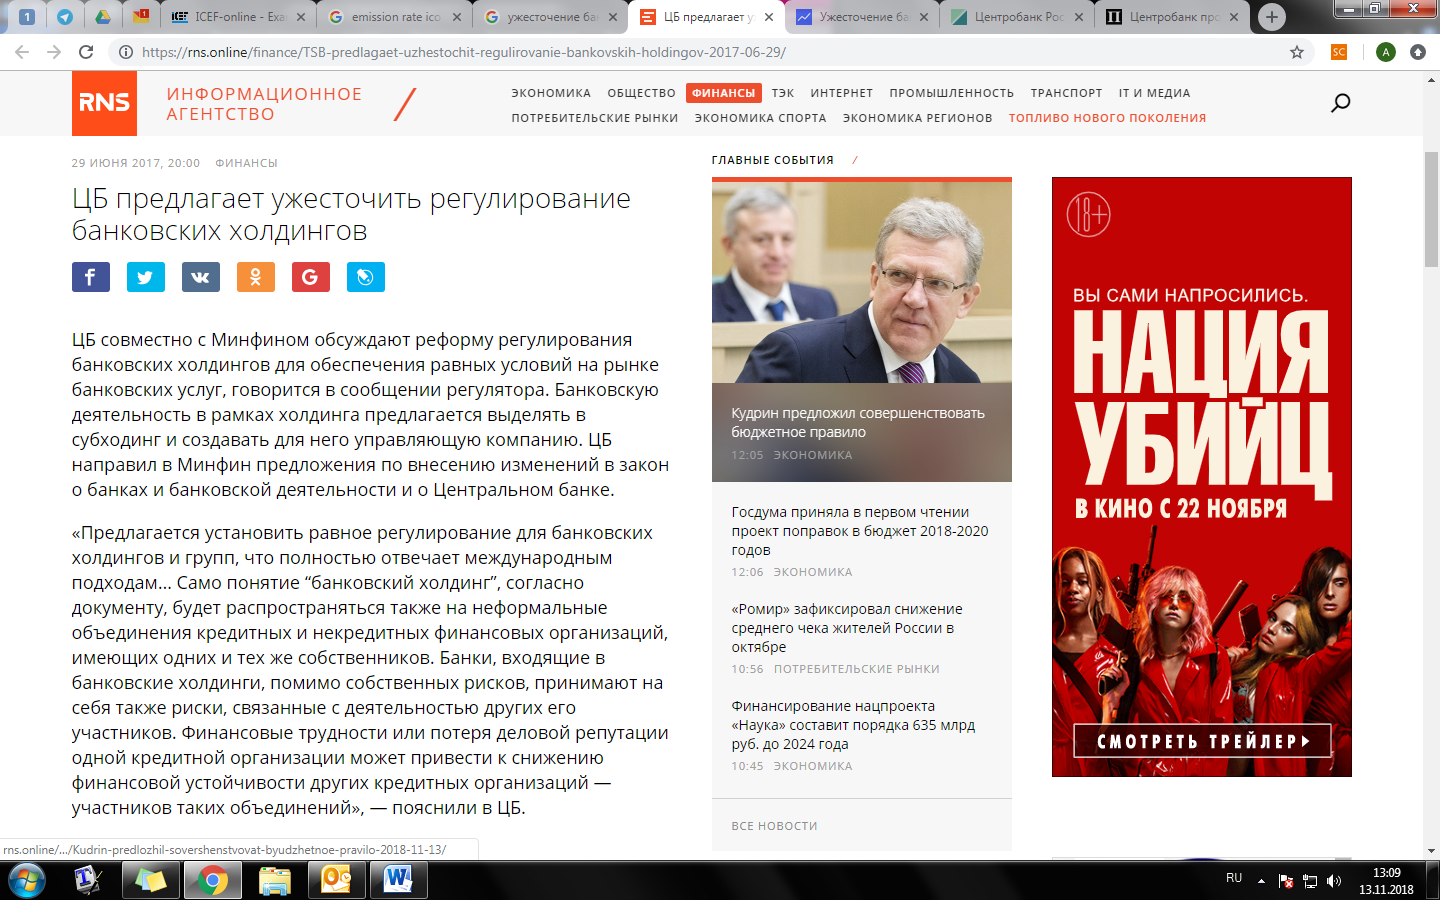 1
1
ICEF-online - Exa
emission rate ico
ужесточение ба
ЦБ предлагает у
Ужесточение ба
Центробанк Рос
Центробанк про
https://rns.online/finance/TSB-predlagaet-uzhestochit-regulirovanie-bankovskih-holdingov-2017-06-29/
SC
A
RNS
ИНФОРМАЦИОННОЕ
АГЕНТСТВО
ЭКОНОМИКА ОБЩЕСТВО ФИНАНСЫ ТЭК ИНТЕРНЕТ ПРОМЫШЛЕННОСТЬ ТРАНСПОРТ IT И МЕДИА
ПОТРЕБИТЕЛЬСКИЕ РЫНКИ ЭКОНОМИКА СПОРТА ЭКОНОМИКА РЕГИОНОВ ТОПЛИВО НОВОГО ПОКОЛЕНИЯ
29 ИЮНЯ 2017, 20:00 ФИНАНСЫ
ЦБ предлагает ужесточить регулирование
банковских холдингов
ЦБ совместно с Минфином обсуждают реформу регулирования
банковских холдингов для обеспечения равных условий на рынке
банковских услуг, говорится в сообщении регулятора. Банковскую
деятельность в рамках холдинга предлагается выделять в
субходинг и создавать для него управляющую компанию. ЦБ
направил в Минфин предложения по внесению изменений в закон
о банках и банковской деятельности и о Центральном банке.
«Предлагается установить равное регулирование для банковских
холдингов и групп, что полностью отвечает международным
подходам... Само понятие “банковский холдинг”, согласно
документу, будет распространяться также на неформальные
объединения кредитных и некредитных финансовых организаций,
имеющих одних и тех же собственников. Банки, входящие в
банковские холдинги, помимо собственных рисков, принимают на
себя также риски, связанные с деятельностью других его
участников. Финансовые трудности или потеря деловой репутации
одной кредитной организации может привести к снижению
финансовой устойчивости других кредитных организаций —
участников таких объединений», — пояснили в ЦБ.
ГЛАВНЫЕ СОБЫТИЯ /
Кудрин предложил совершенствовать
бюджетное правило
12:05 ЭКОНОМИКА
Госдума приняла в первом чтении
проект поправок в бюджет 2018-2020
годов
12:06 ЭКОНОМИКА
«Ромир» зафиксировал снижение
среднего чека жителей России в
октябре
10:56 ПОТРЕБИТЕЛЬСКИЕ РЫНКИ
Финансирование нацпроекта
«Наука» составит порядка 635 млрд
руб. до 2024 года
10:45 ЭКОНОМИКА
ВСЕ НОВОСТИ
18+
ВЫ САМИ НАПРОСИЛИСЬ.
НАЦИЯ
УБИЙЦ
В КИНО С 22 НОЯБРЯ
СМОТРЕТЬ ТРЕЙЛЕР
rns.online/.../Kudrin-predlozhil-sovershenstvovat-byudzhetnoe-pravilo-2018-11-13/
RU
13:09
13.11.2018